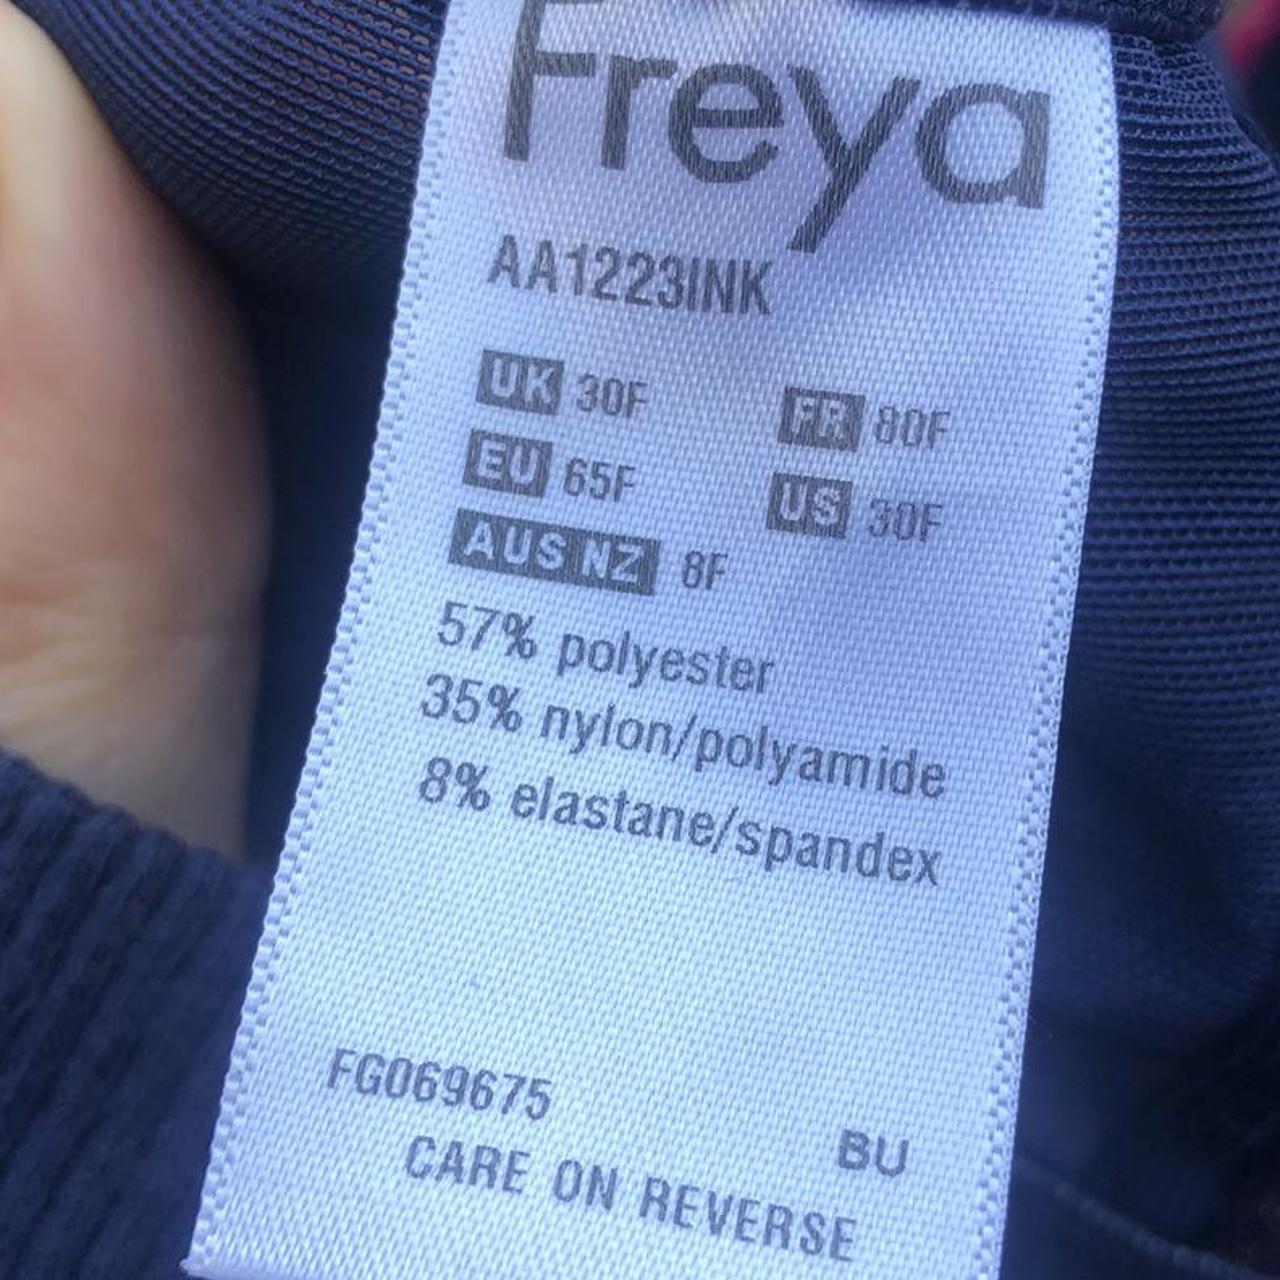 Freya
AA1223INK
UK 30F FR 80F
EU 65F US 30F
AUS NZ 8F
57% polyester
35% nylon/polyamide
8% elastane/spandex
FG069675
BU
CARE ON REVERSE